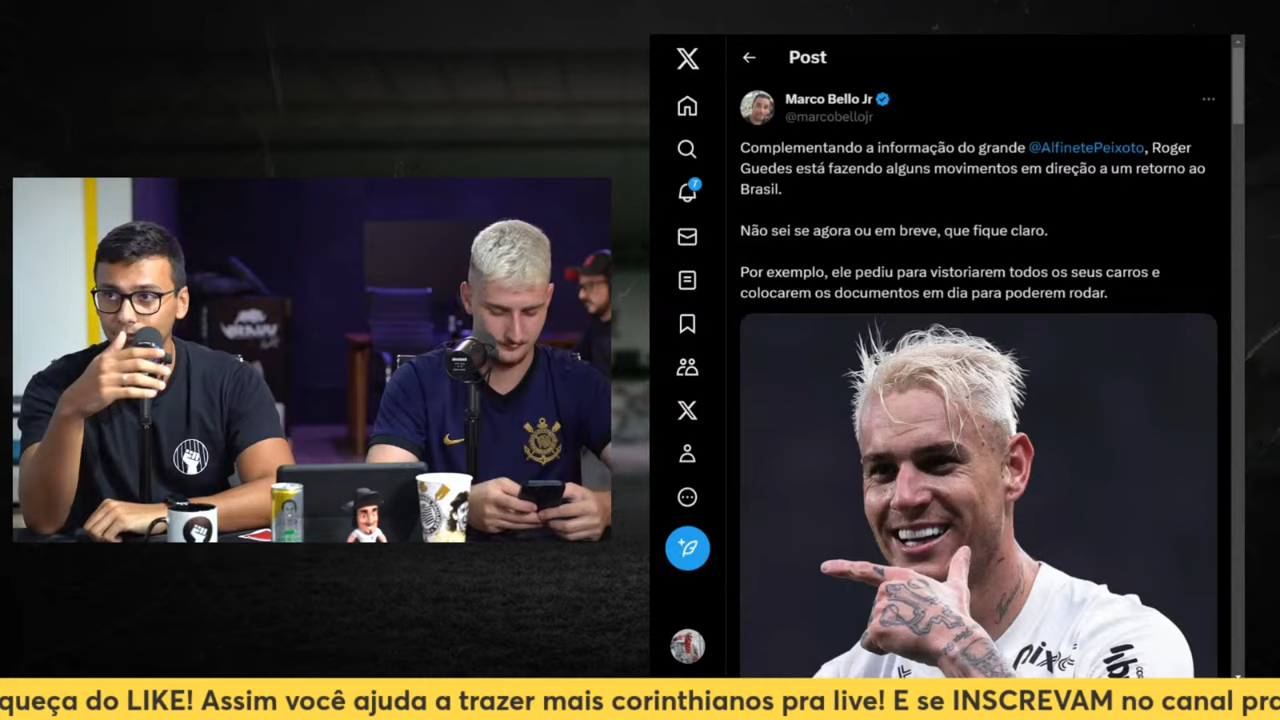 Post
Marco Bello Jr
@marcobellojr
Complementando a informação do grande @AlfinetePeixoto, Roger
Guedes está fazendo alguns movimentos em direção a um retorno ao
Brasil.
Não sei se agora ou em breve, que fique claro.
Por exemplo, ele pediu para vistoriarem todos os seus carros e
colocarem os documentos em dia para poderem rodar.
7
queça do LIKE! Assim você ajuda a trazer mais corinthianos pra live! E se INSCREVAM no canal pra